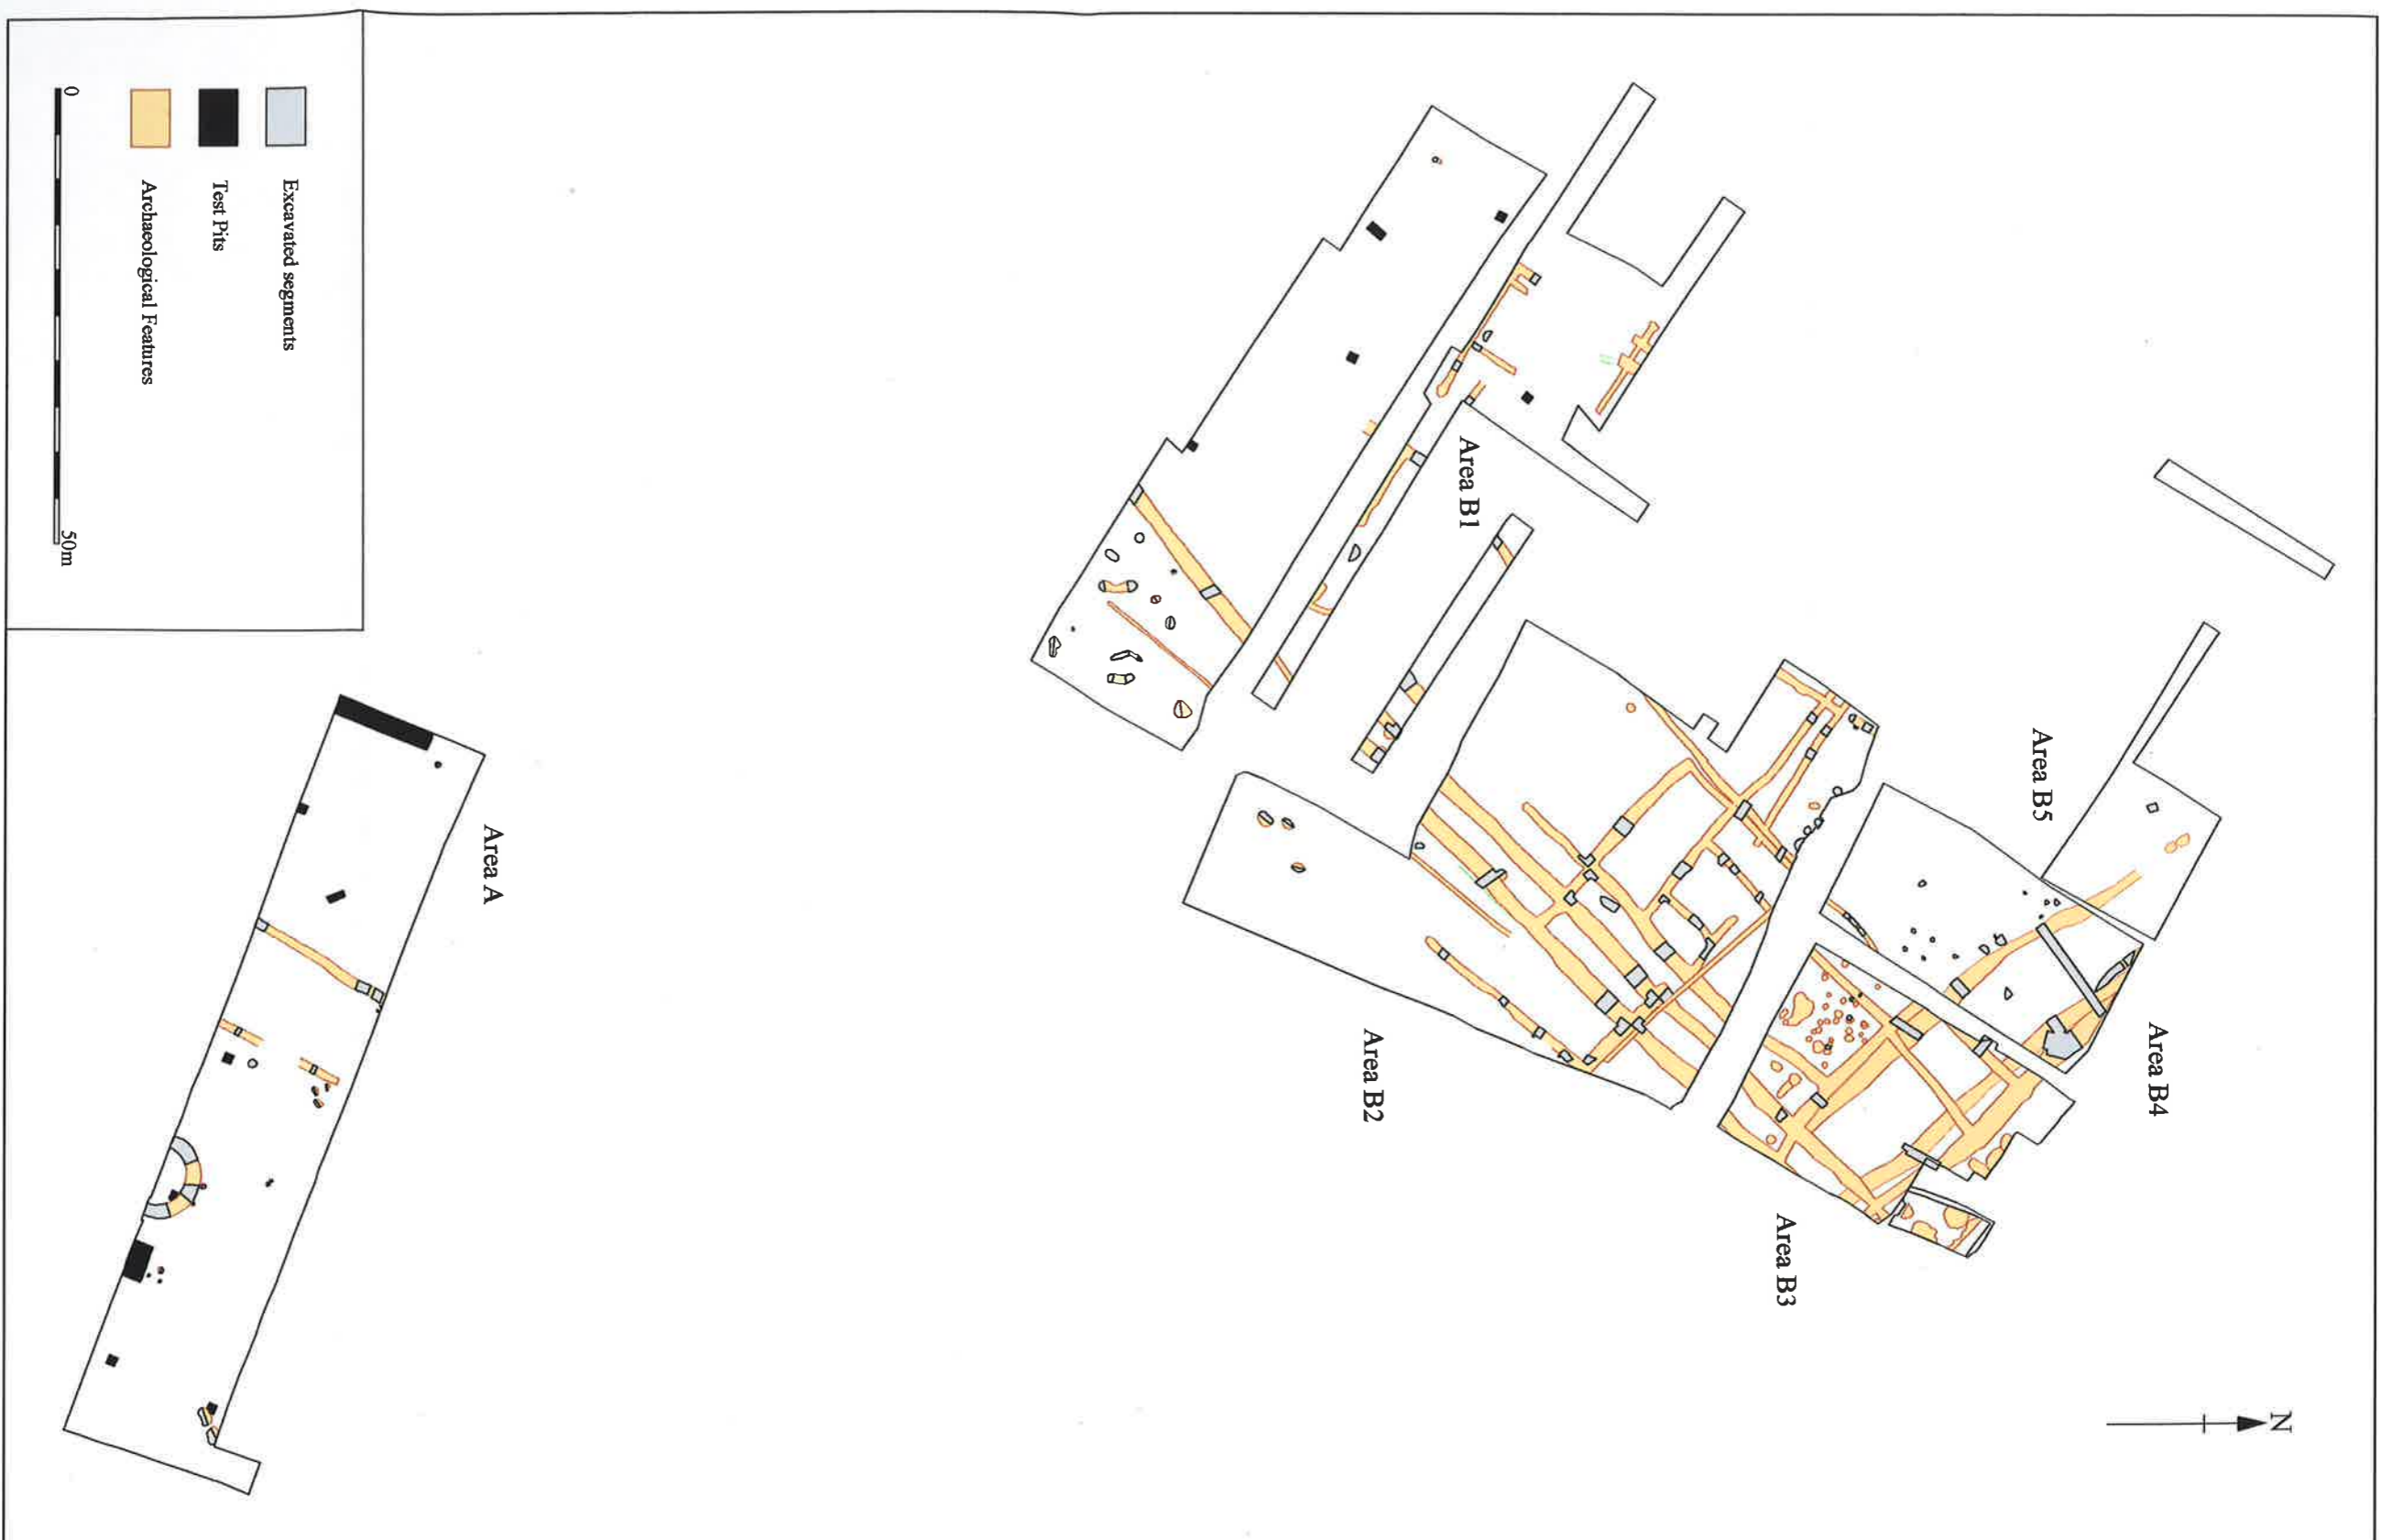 N
Area B5
Area B4
Area B3
Area B1
Area B2
Area A
Excavated segments
Test Pits
Archaeological Features
0
50m